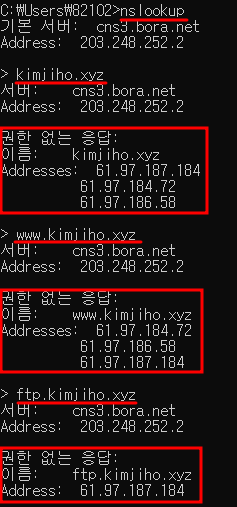 C:₩Users₩82102>nslookup
기본 서버:    cns3.bora.net
Address:  203.248.252.2
> kimjiho.xyz
서버:    cns3.bora.net
Address:  203.248.252.2
권한 없는 응답:
이름:    kimjiho.xyz
Addresses:  61.97.187.184
61.97.184.72
61.97.186.58
> www.kimjiho.xyz
서버:    cns3.bora.net
Address:  203.248.252.2
권한 없는 응답:
이름:    www.kimjiho.xyz
Addresses:  61.97.184.72
61.97.186.58
61.97.187.184
> ftp.kimjiho.xyz
서버:    cns3.bora.net
Address:  203.248.252.2
권한 없는 응답:
이름:    ftp.kimjiho.xyz
Address:  61.97.187.184